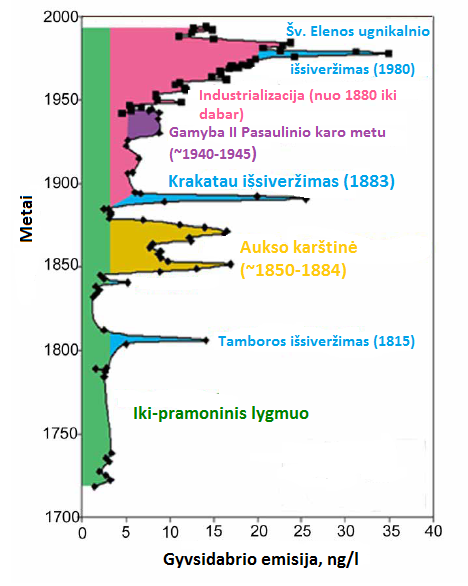 2000
Šv. Elenos ugnikalnio
išsiveržimas (1980)
1950
Industrializacija (nuo 1880 iki
dabar)
Gamyba II Pasaulinio karo metu
(~1940-1945)
1900
Krakatau išsiveržimas (1883)
Metai
Aukso karštinė
(~1850-1884)
1850
Tamboros išsiveržimas (1815)
1800
Iki-pramoninis lygmuo
1750
1700
0 5 10 15 20 25 30 35 40
Gyvsidabrio emisija, ng/l